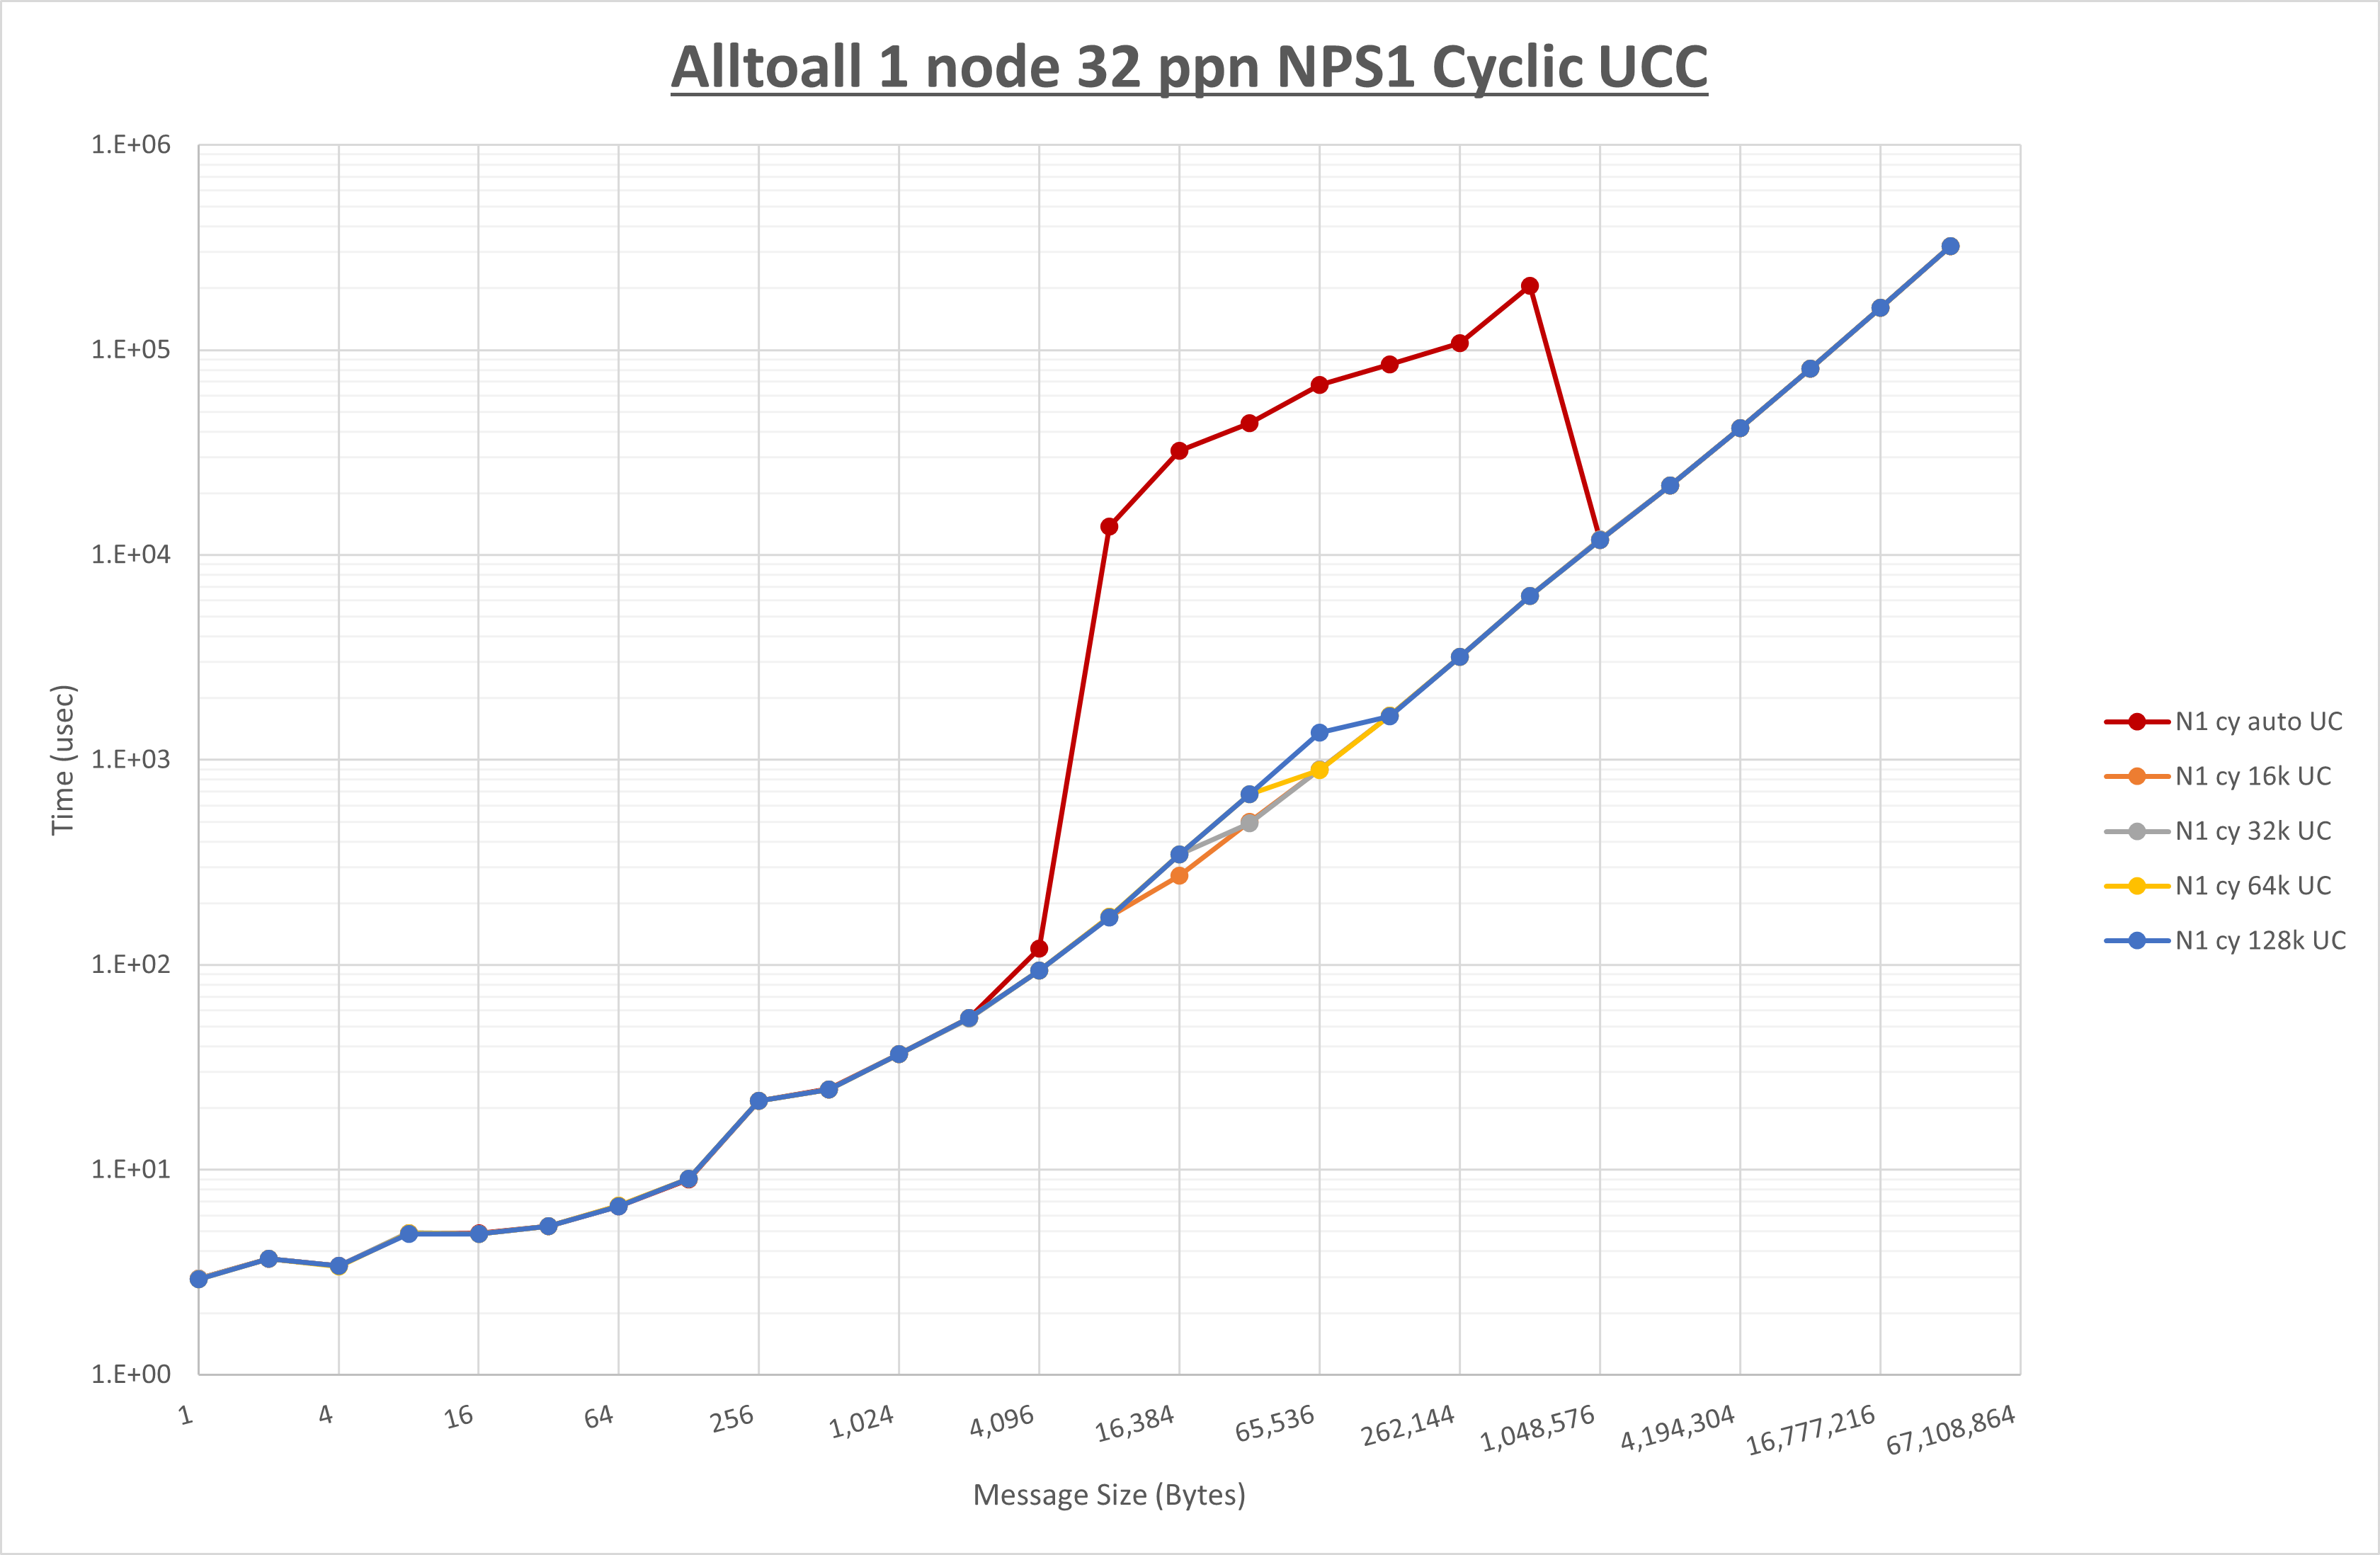 Alltoall 1 node 32 ppn NPS1 Cyclic UCC
1.E+06
1.E+05
1.E+04
1.E+03
1.E+02
1.E+01
1.E+00
Time (usec)
1
4
16
64
256
1,024
4,096
16,384
65,536
262,144
1,048,576
4,194,304
16,777,216
67,108,864
Message Size (Bytes)
N1 cy auto UC
N1 cy 16k UC
N1 cy 32k UC
N1 cy 64k UC
N1 cy 128k UC